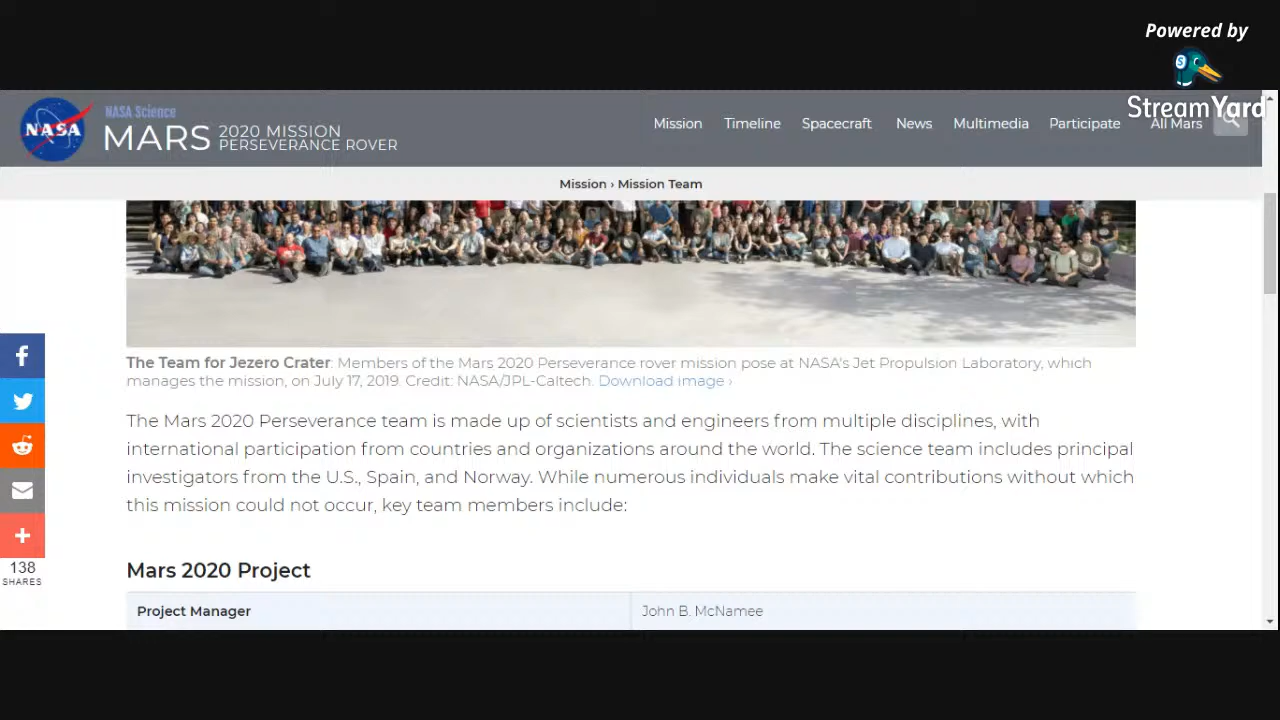 Powered by
StreamYard
NASA
NASA Science
MARS 2020 MISSION
PERSEVERANCE ROVER
Mission Timeline Spacecraft News Multimedia Participate All Mars
Mission › Mission Team
The Team for Jezero Crater: Members of the Mars 2020 Perseverance rover mission pose at NASA's Jet Propulsion Laboratory, which
manages the mission, on July 17, 2019. Credit: NASA/JPL-Caltech. Download image ›
The Mars 2020 Perseverance team is made up of scientists and engineers from multiple disciplines, with
international participation from countries and organizations around the world. The science team includes principal
investigators from the U.S., Spain, and Norway. While numerous individuals make vital contributions without which
this mission could not occur, key team members include:
138
SHARES
Mars 2020 Project
Project Manager John B. McNamee